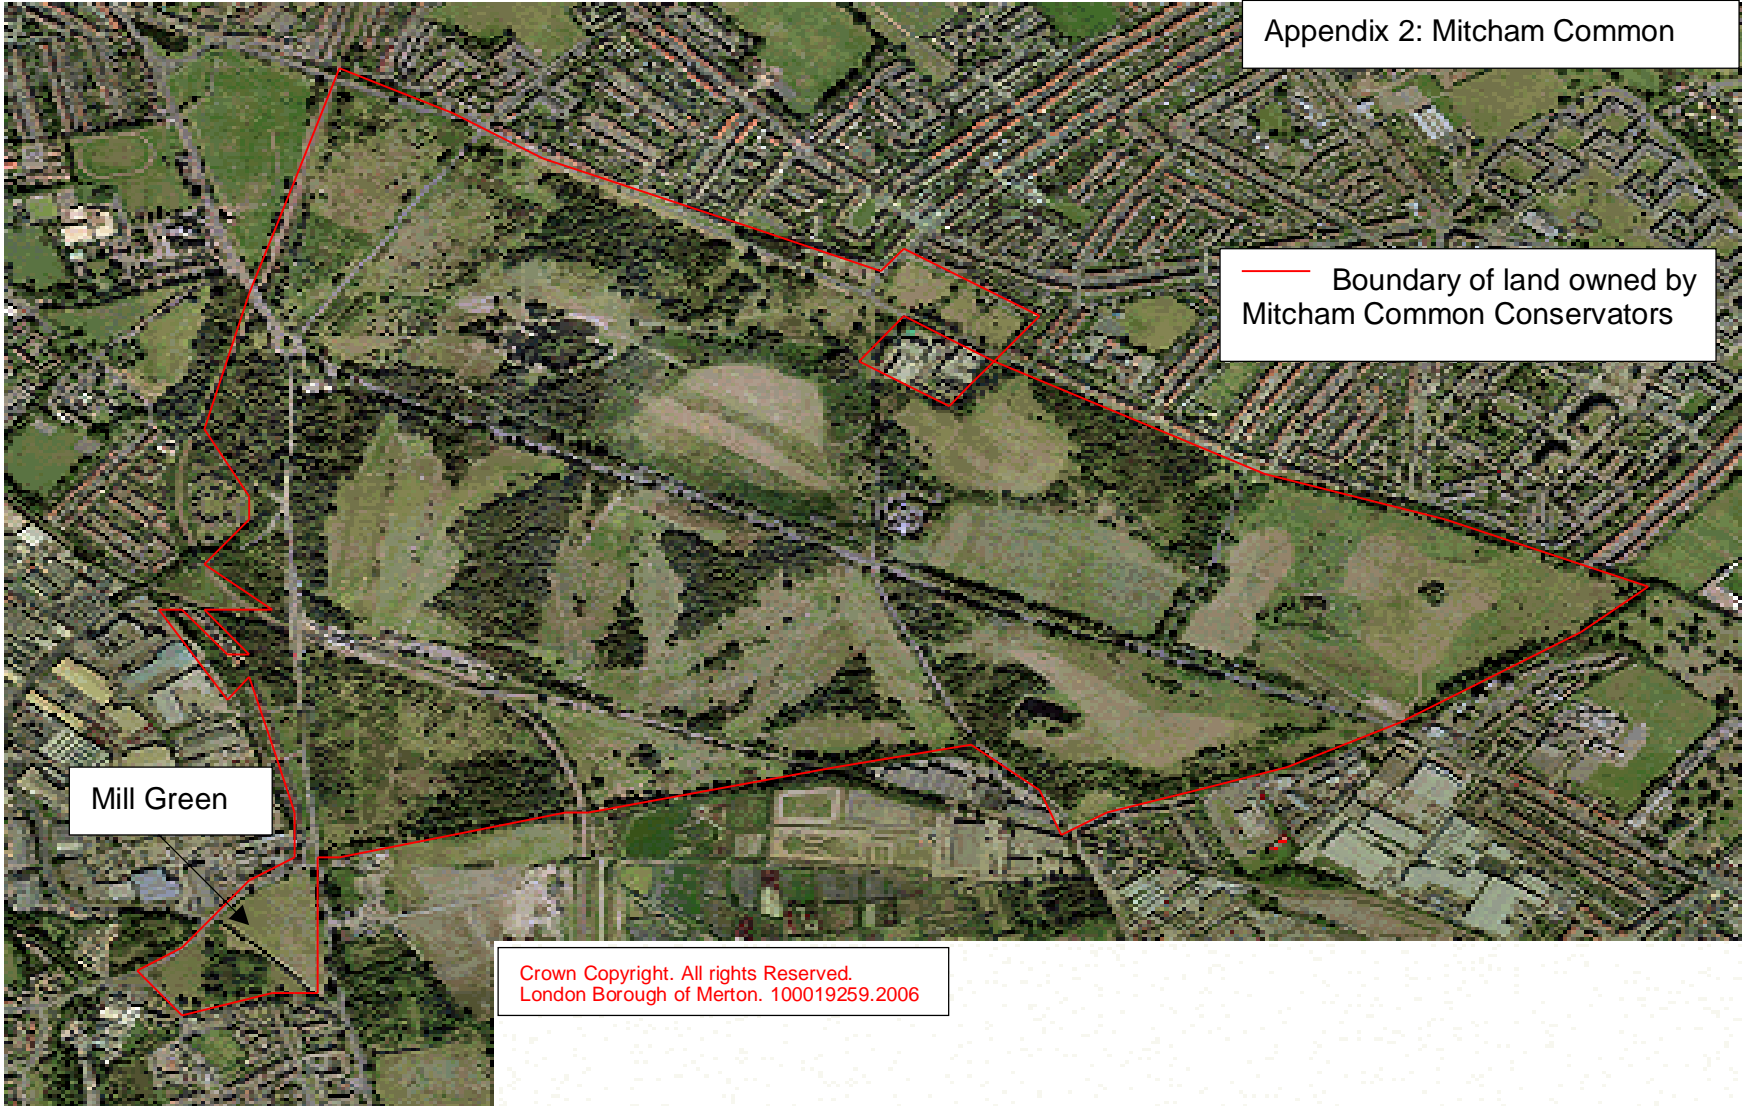 Appendix 2: Mitcham Common
Boundary of land owned by
Mitcham Common Conservators
Mill Green
Crown Copyright. All rights Reserved.
London Borough of Merton. 100019259.2006